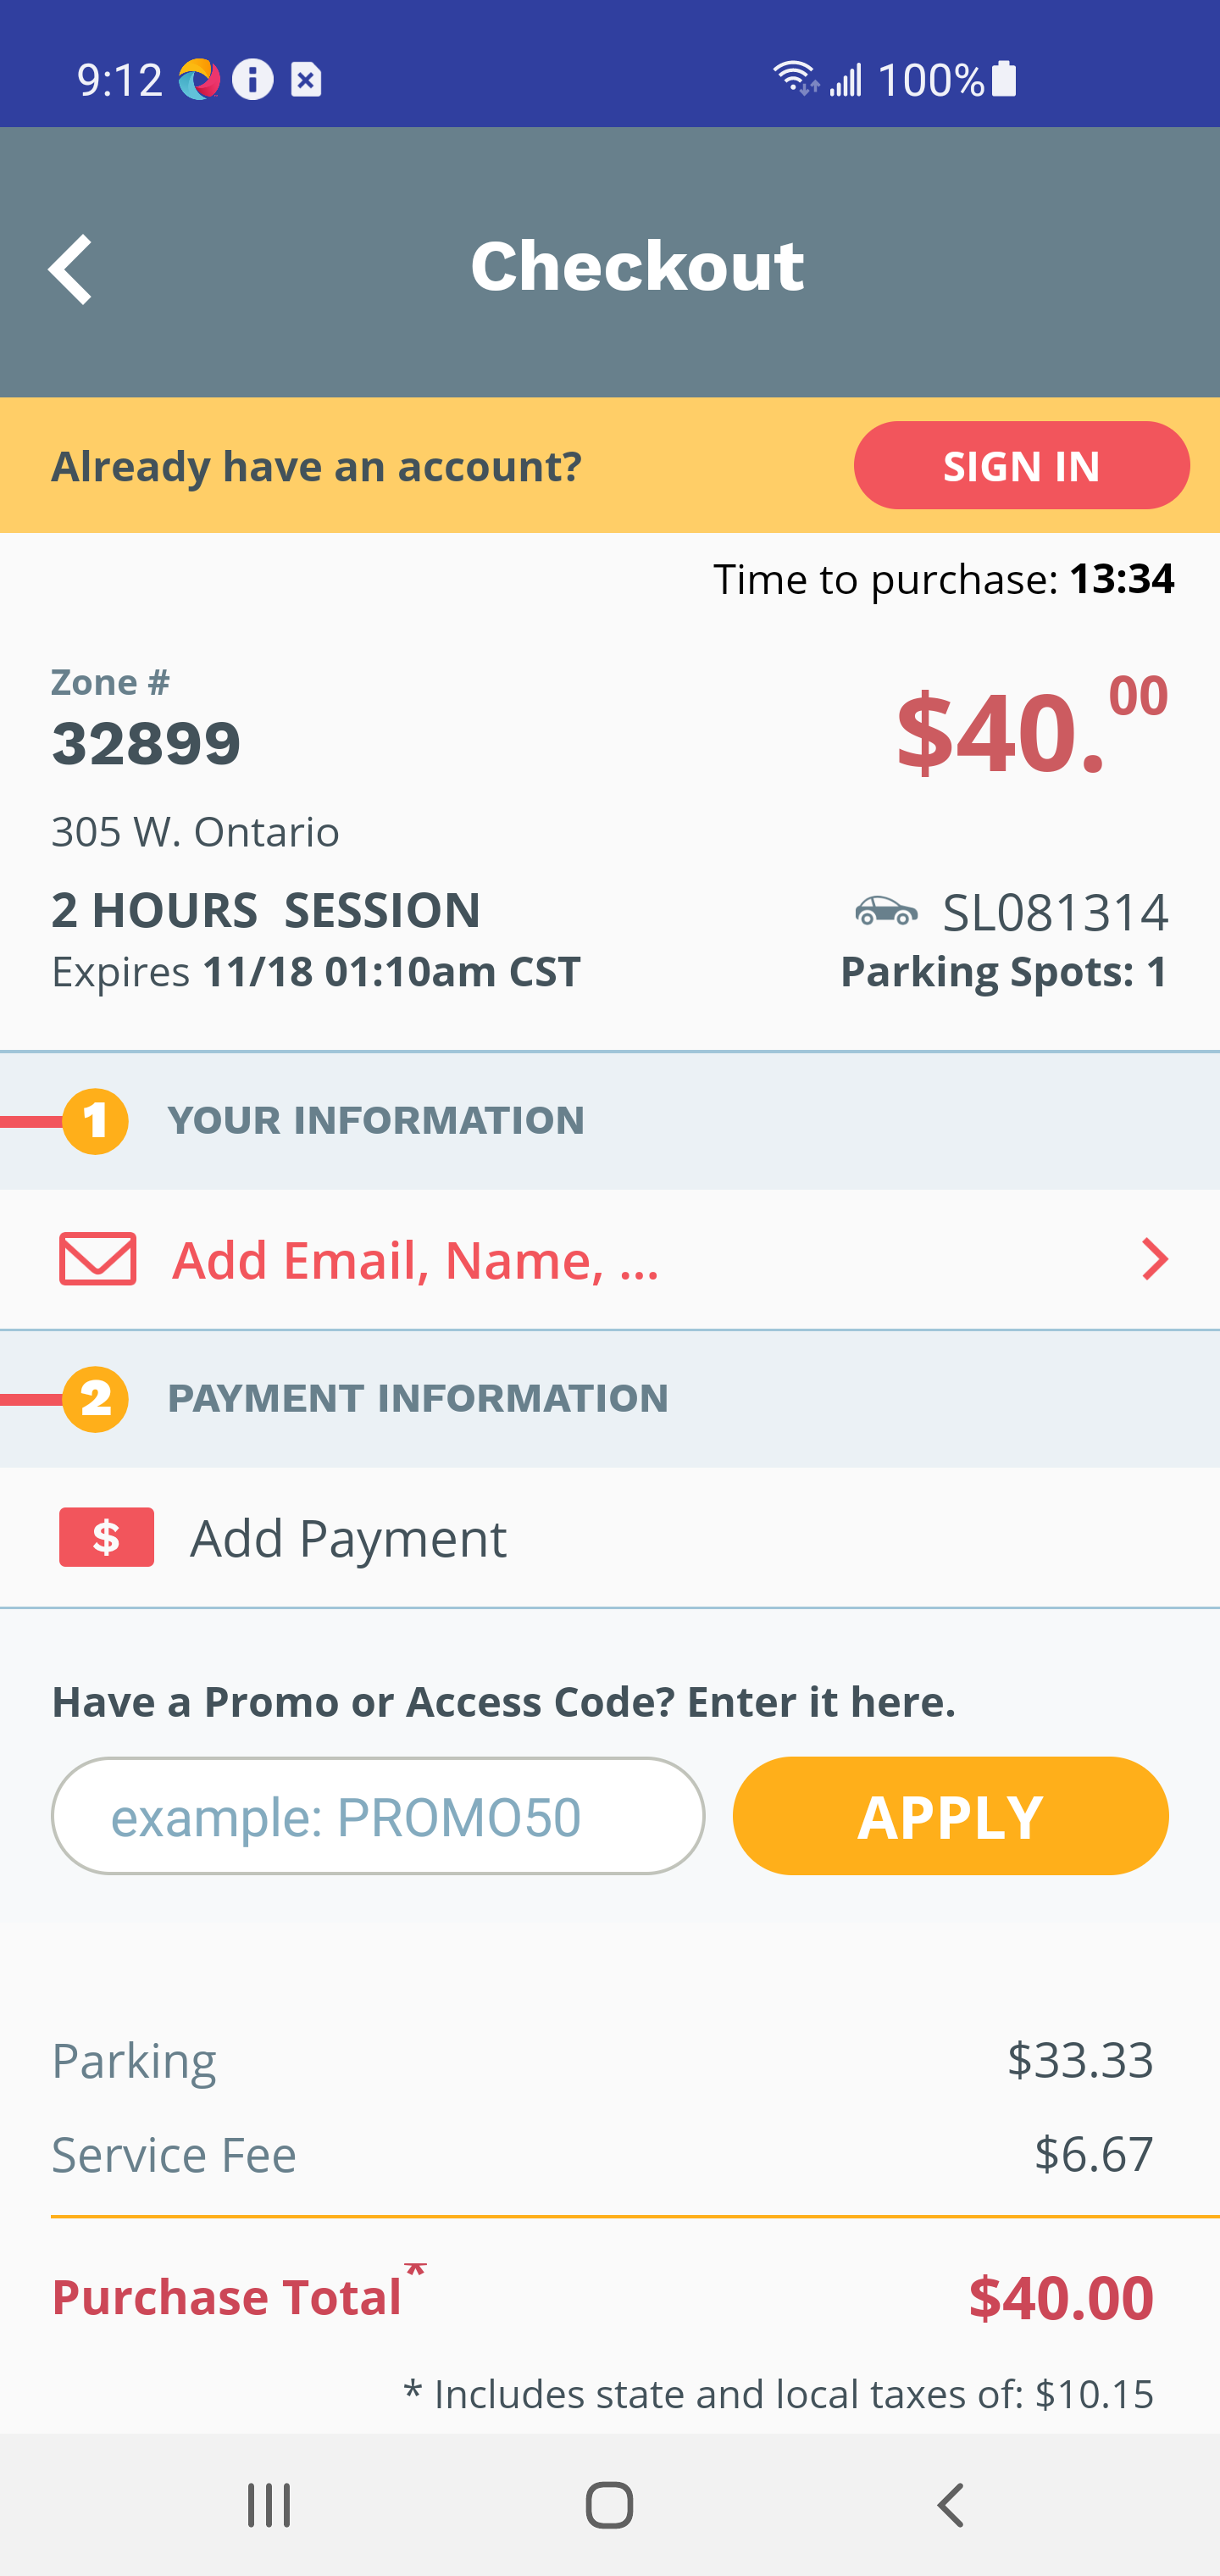 9:12
100%
Checkout
Already have an account?
SIGN IN
Time to purchase: 13:34
Zone #
32899
$40.00
305 W. Ontario
2 HOURS SESSION
SL081314
Expires 11/18 01:10am CST
Parking Spots: 1
1 YOUR INFORMATION
Add Email, Name, ...
2 PAYMENT INFORMATION
$ Add Payment
Have a Promo or Access Code? Enter it here.
example: PROMO50
APPLY
Parking $33.33
Service Fee $6.67
Purchase Total* $40.00
* Includes state and local taxes of: $10.15